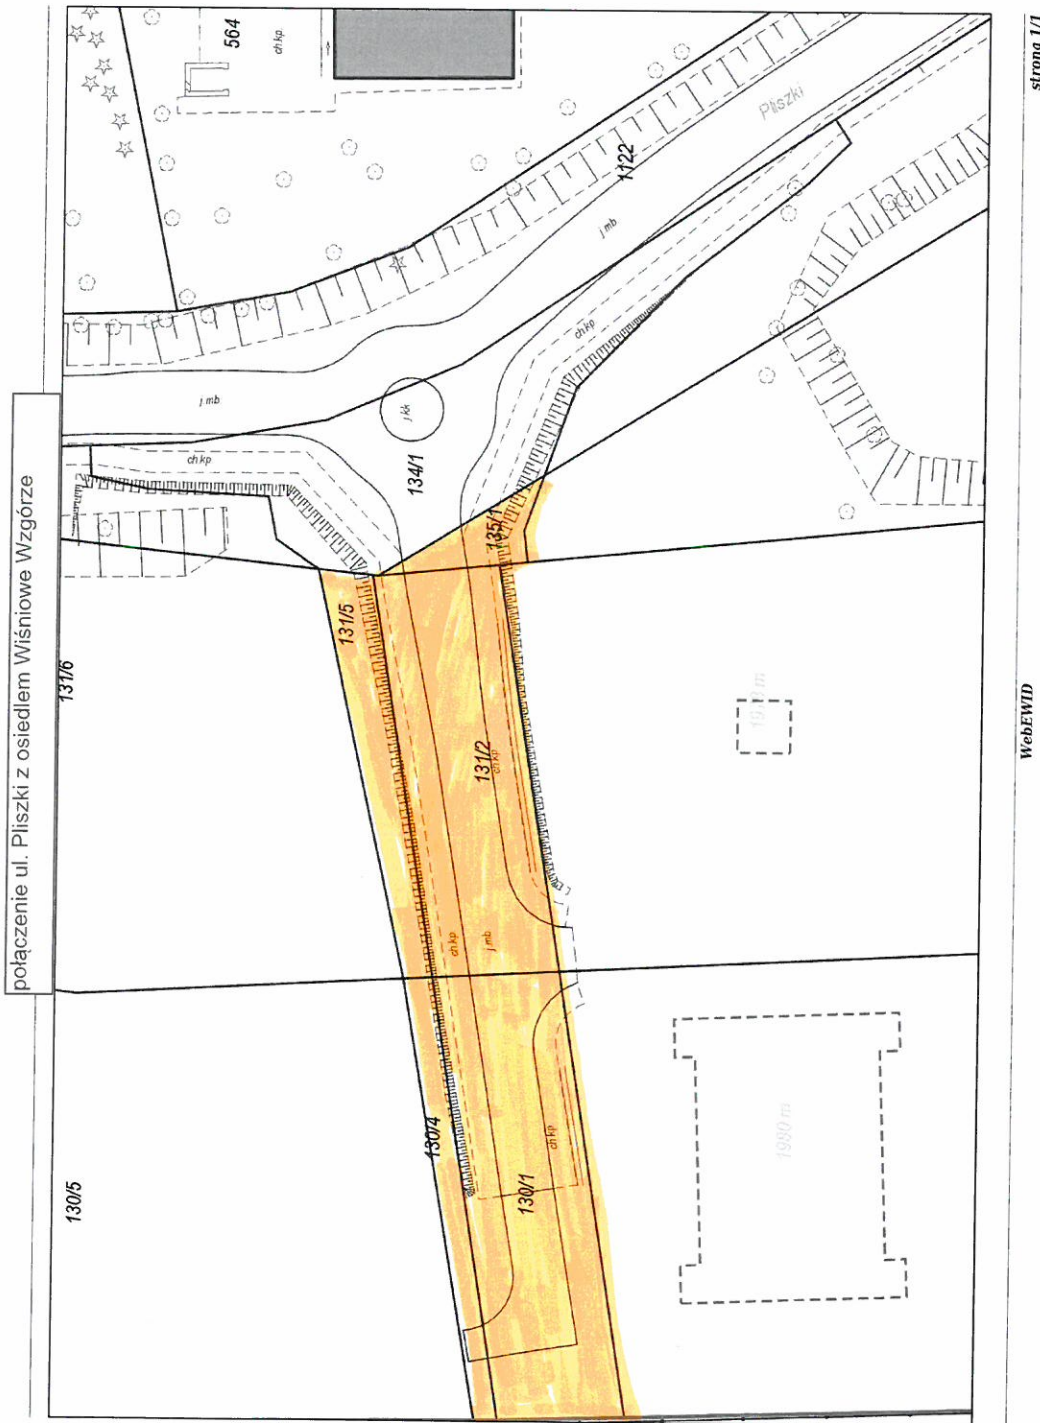 połączenie ul. Pliszki z osiedlem Wiśniowe Wzgórze
strona 1/1
WebEWID
564
ch.kp.
1122
Pliszki
j.mb
j.mb
ch.kp
j.kk
ch.kp
134/1
135/1
131/5
131/6
131/2
ch.kp
ch.kp
j.mb
130/4
130/5
130/1
ch.kp
1980 m